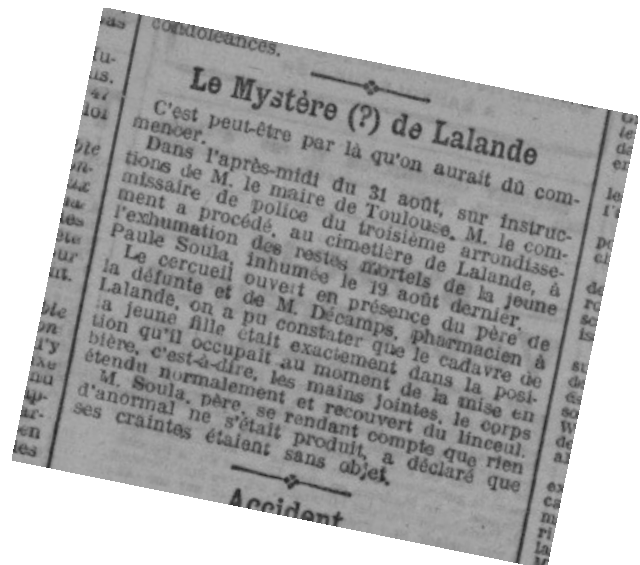 condoléances.
Le Mystère (?) de Lalande
C'est peut-être par là qu'on aurait dû com-
mencer.
Dans l'après-midi du 31 août, sur instruc-
tions de M. le maire de Toulouse, M. le com-
missaire de police du troisième arrondisse-
ment a procédé, au cimetière de Lalande, à
l'exhumation des restes mortels de la jeune
Paule Soula, inhumée le 19 août dernier.
Le cercueil ouvert en présence du père de
la défunte et de M. Décamps, pharmacien à
Lalande, on a pu constater que le cadavre de
la jeune fille était exactement dans la posi-
tion qu'il occupait au moment de la mise en
bière, c'est-à-dire, les mains jointes, le corps
étendu normalement et recouvert du linceul.
M. Soula, père, se rendant compte que rien
d'anormal ne s'était produit, a déclaré que
ses craintes étaient sans objet.
Accident